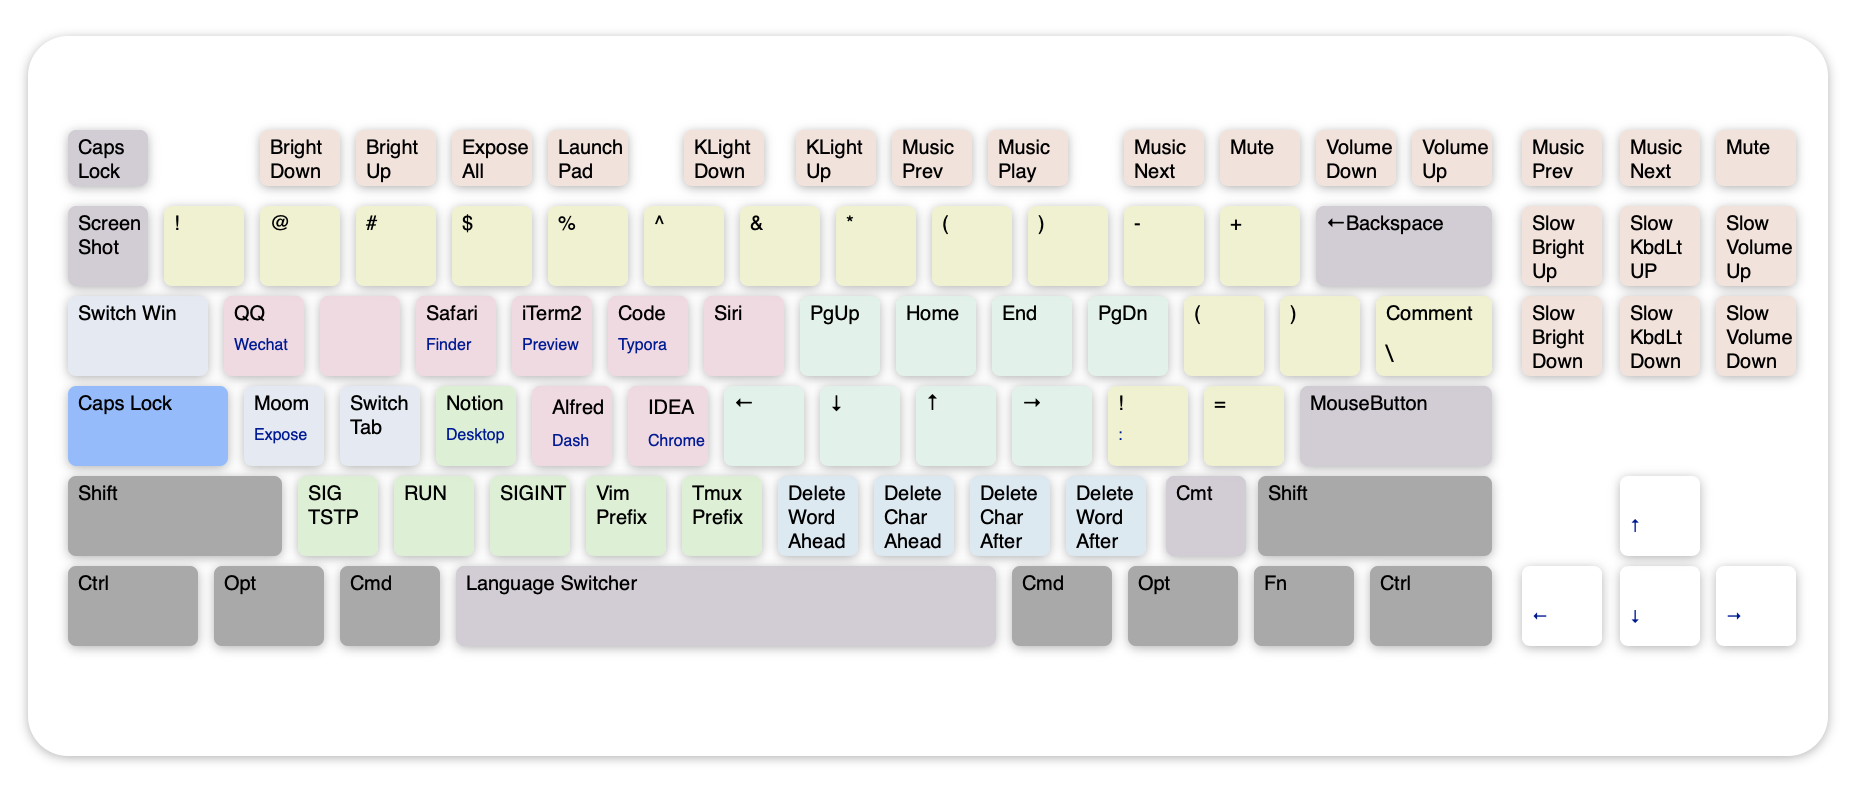 Caps Lock
Bright Down
Bright Up
Expose All
Launch Pad
KLight Down
KLight Up
Music Prev
Music Play
Music Next
Mute
Volume Down
Volume Up
Music Prev
Music Next
Mute
Screen Shot
!
@
#
$
%
^
&
*
(
)
-
+
←Backspace
Slow Bright Up
Slow KbdLt UP
Slow Volume Up
Switch Win
QQ
Wechat
Safari
Finder
iTerm2
Preview
Code
Typora
Siri
PgUp
Home
End
PgDn
(
)
Comment
\
Slow Bright Down
Slow KbdLt Down
Slow Volume Down
Caps Lock
Moom
Expose
Switch Tab
Notion
Desktop
Alfred
Dash
IDEA
Chrome
←
↓
↑
→
!
:
=
MouseButton
Shift
SIG TSTP
RUN
SIGINT
Vim Prefix
Tmux Prefix
Delete Word Ahead
Delete Char Ahead
Delete Char After
Delete Word After
Cmt
Shift
↑
Ctrl
Opt
Cmd
Language Switcher
Cmd
Opt
Fn
Ctrl
←
↓
→